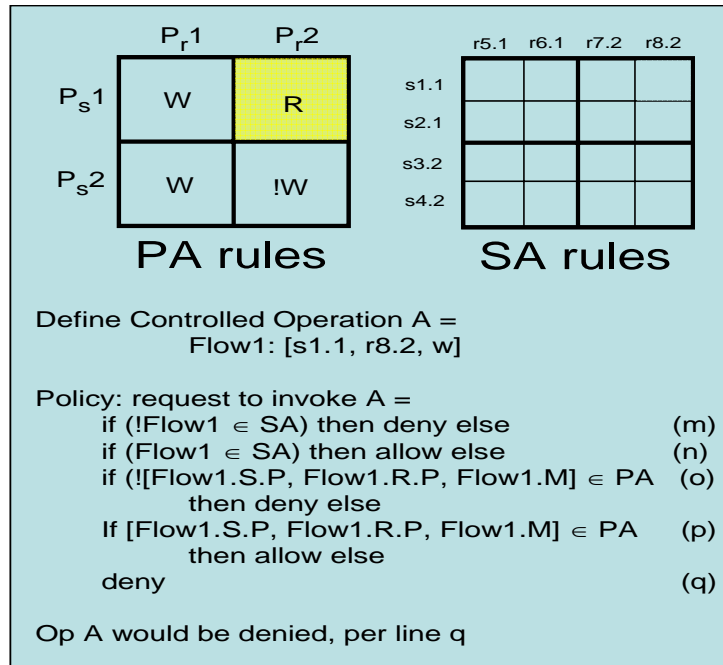 Pr1 Pr2
r5.1 r6.1 r7.2 r8.2
Ps1 W R
s1.1
s2.1
Ps2 W !W
s3.2
s4.2
PA rules SA rules
Define Controlled Operation A =
Flow1: [s1.1, r8.2, w]
Policy: request to invoke A =
if (!Flow1 ∈ SA) then deny else (m)
if (Flow1 ∈ SA) then allow else (n)
if (![Flow1.S.P, Flow1.R.P, Flow1.M] ∈ PA (o)
then deny else
If [Flow1.S.P, Flow1.R.P, Flow1.M] ∈ PA (p)
then allow else
deny (q)
Op A would be denied, per line q